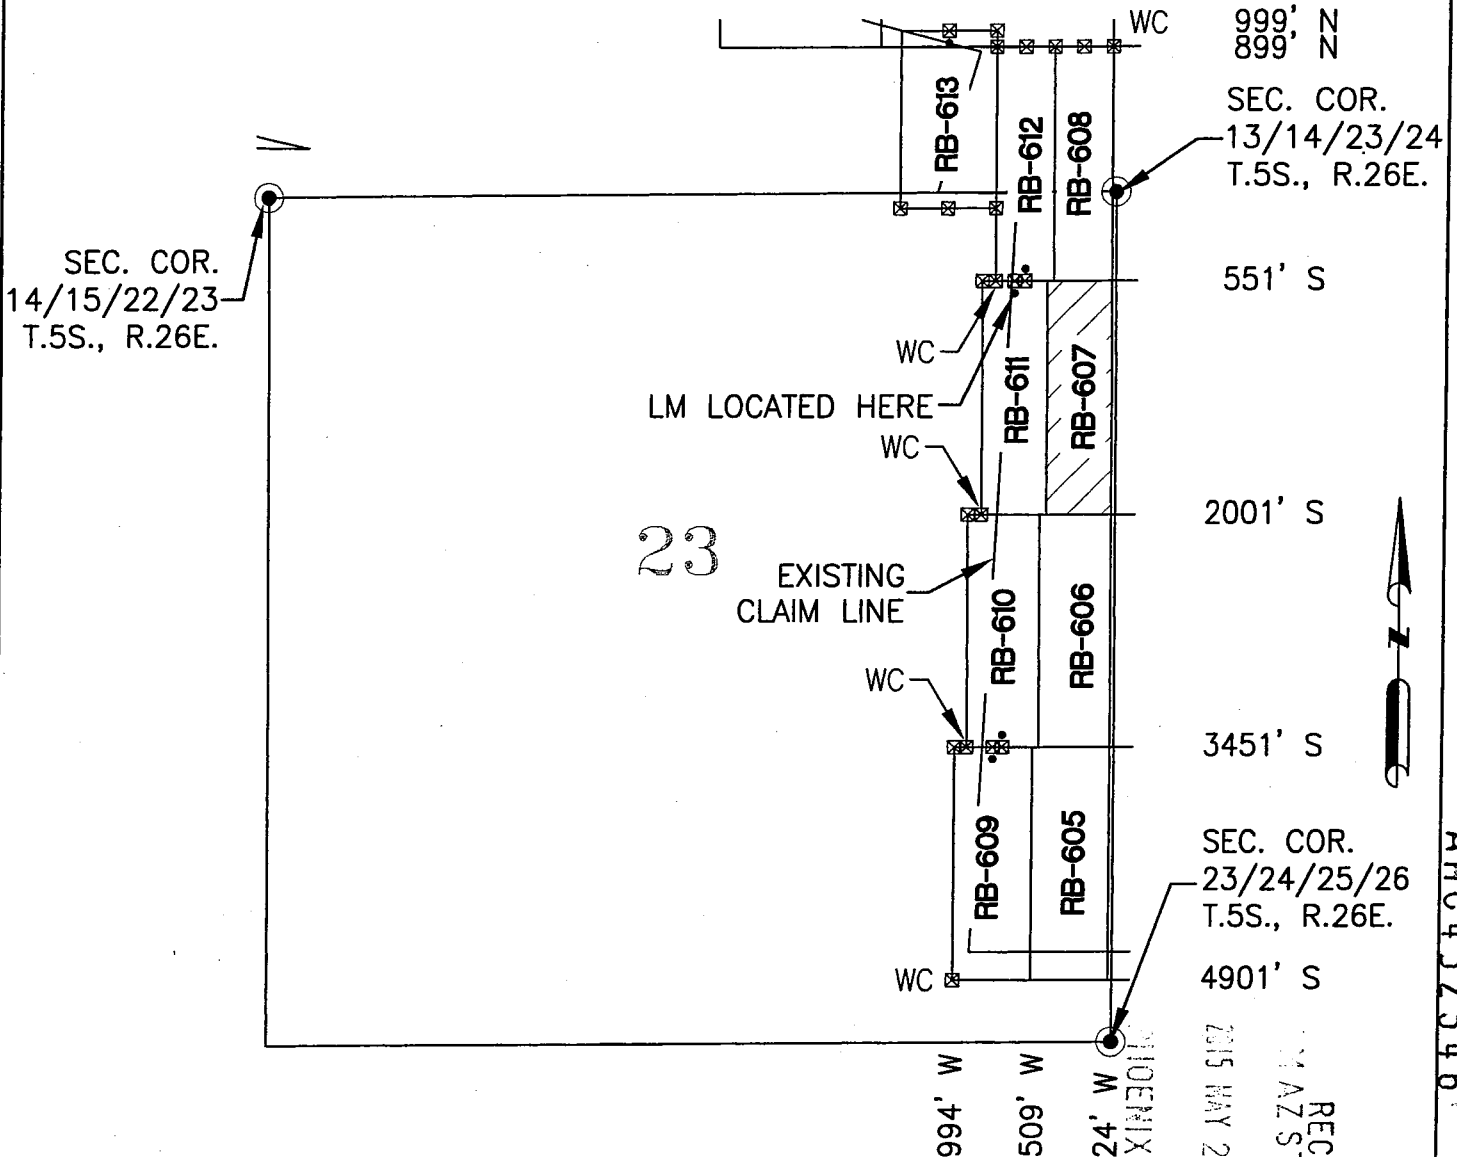 WC
999' N
899' N
SEC. COR.
13/14/23/24
T.5S., R.26E.
RB-613
RB-612
RB-608
SEC. COR.
14/15/22/23
T.5S., R.26E.
551' S
WC
LM LOCATED HERE
RB-611
RB-607
WC
2001' S
23
EXISTING
CLAIM LINE
RB-610
RB-606
N
WC
3451' S
RB-609
RB-605
SEC. COR.
23/24/25/26
T.5S., R.26E.
WC
4901' S
994' W
509' W
24' W
2015 MAY 2
REC